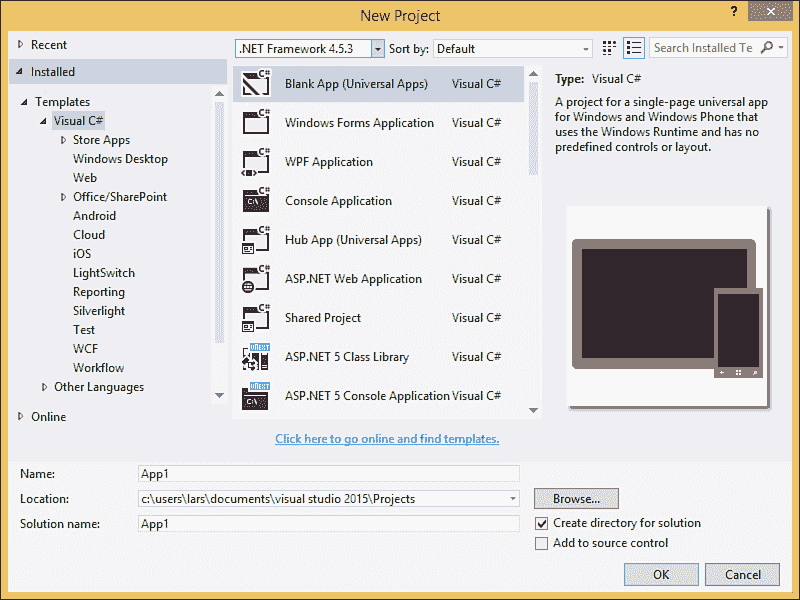 New Project
?
Recent
.NET Framework 4.5.3
Sort by:
Default
Search Installed Te
Installed
Templates
Visual C#
Store Apps
Windows Desktop
Web
Office/SharePoint
Android
Cloud
iOS
LightSwitch
Reporting
Silverlight
Test
WCF
Workflow
Other Languages
Online
C#
Blank App (Universal Apps) Visual C#
C#
Windows Forms Application Visual C#
C#
WPF Application Visual C#
C#
C:\
Console Application Visual C#
C#
Hub App (Universal Apps) Visual C#
C#
ASP.NET Web Application Visual C#
C#
Shared Project Visual C#
vNEXT
ASP.NET 5 Class Library Visual C#
vNEXT
C:\
ASP.NET 5 Console Application Visual C#
Click here to go online and find templates.
Type: Visual C#
A project for a single-page universal app
for Windows and Windows Phone that
uses the Windows Runtime and has no
predefined controls or layout.
Name: App1
Location: c:\users\lars\documents\visual studio 2015\Projects
Browse...
Solution name: App1
Create directory for solution
Add to source control
OK
Cancel